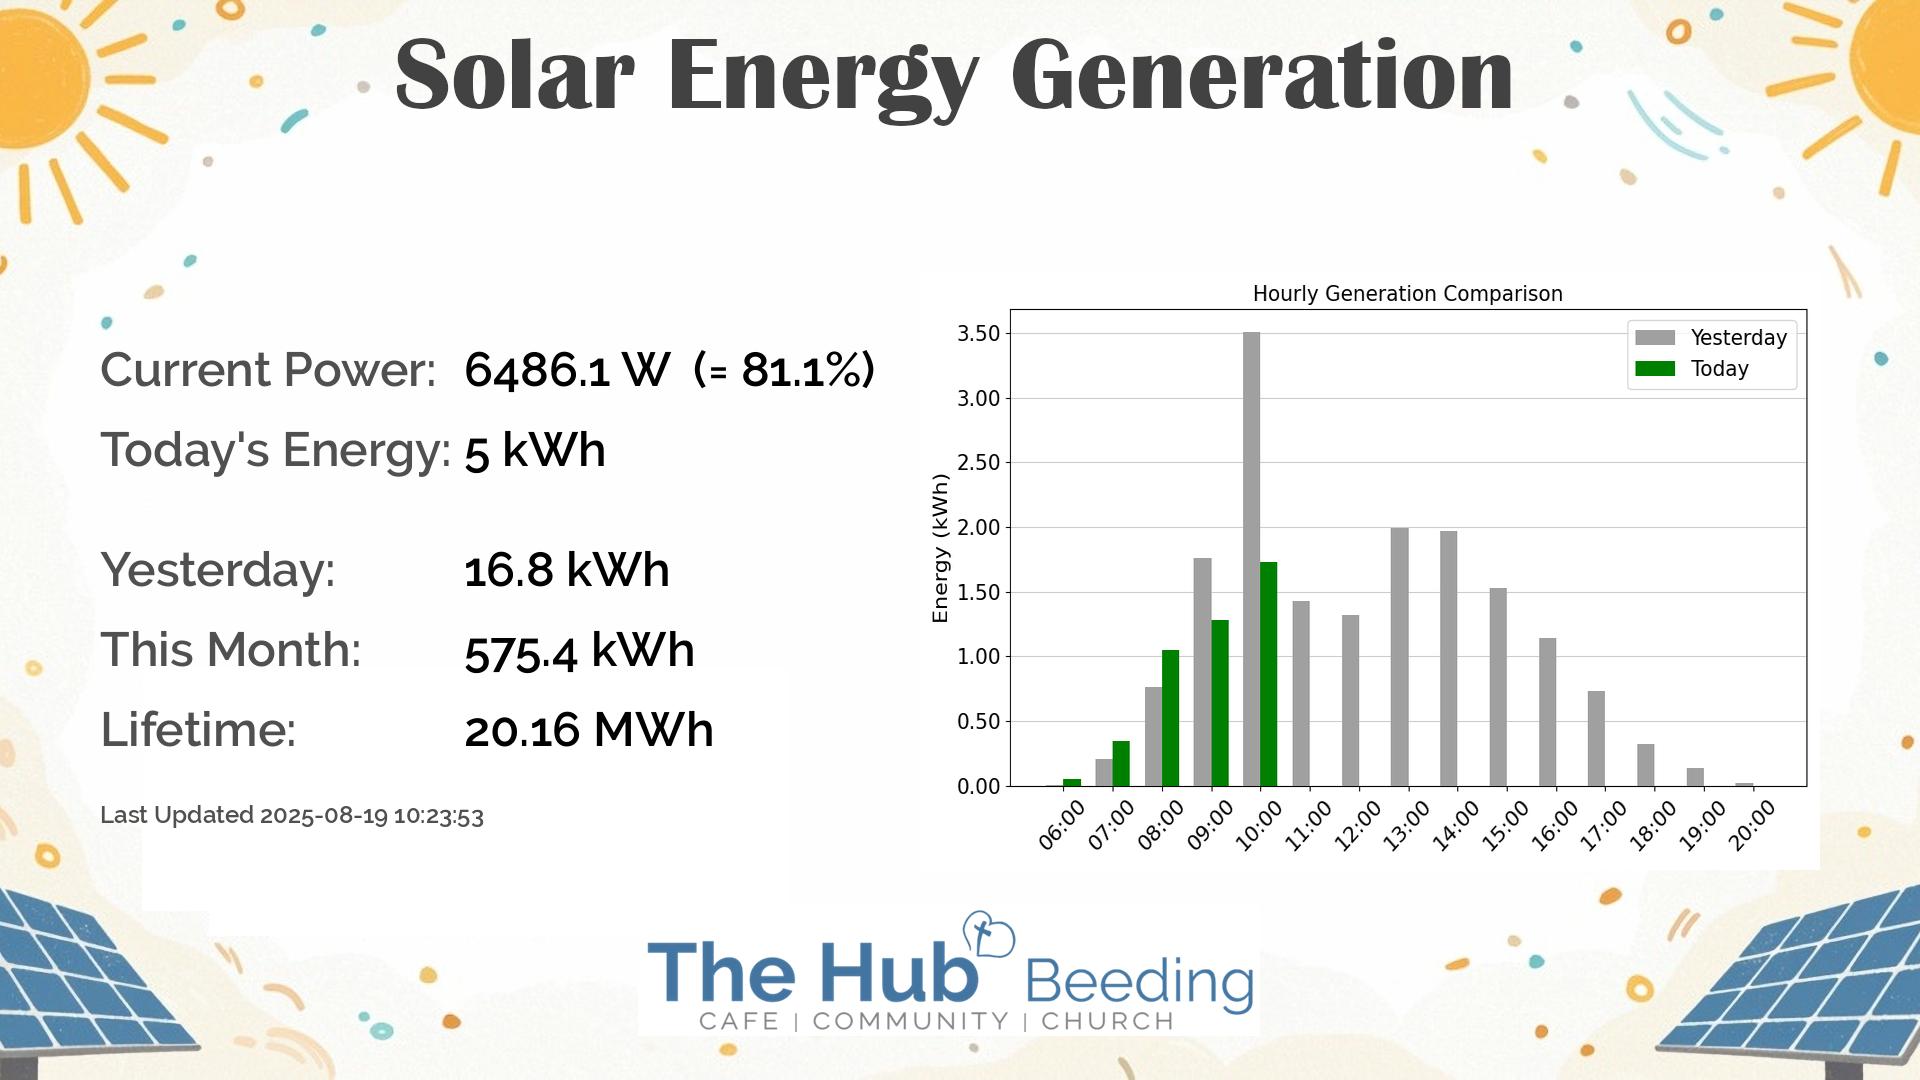 Solar Energy Generation
Current Power: 6486.1 W (= 81.1%)
Today's Energy: 5 kWh
Yesterday: 16.8 kWh
This Month: 575.4 kWh
Lifetime: 20.16 MWh
Last Updated 2025-08-19 10:23:53
Hourly Generation Comparison
Yesterday
Today
Energy (kWh)
3.50
3.00
2.50
2.00
1.50
1.00
0.50
0.00
06:00 07:00 08:00 09:00 10:00 11:00 12:00 13:00 14:00 15:00 16:00 17:00 18:00 19:00 20:00
The Hub Beeding
CAFE | COMMUNITY | CHURCH